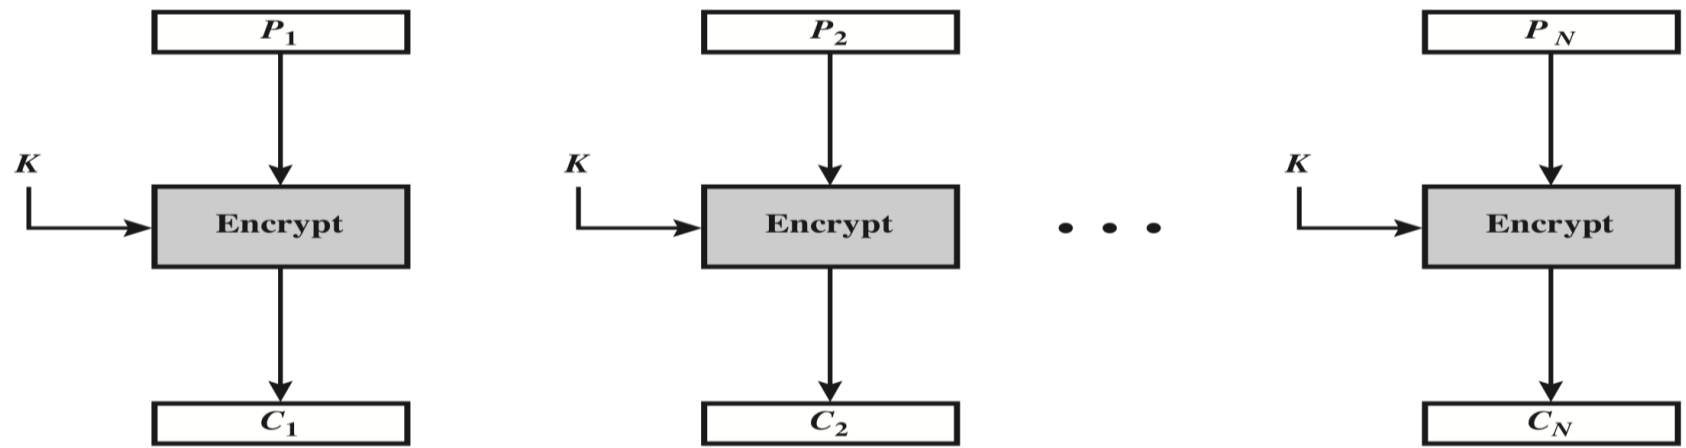 P1 P2 PN
K K K
Encrypt Encrypt • • • Encrypt
C1 C2 CN